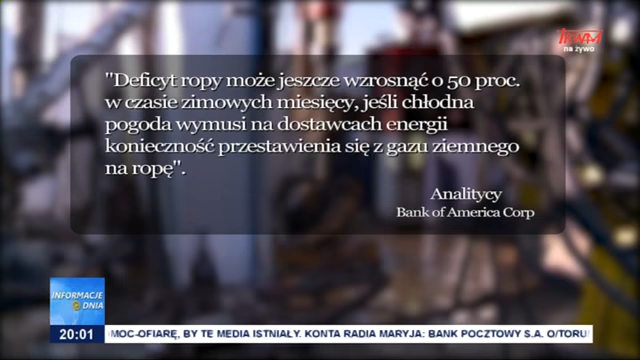 TRWAM
na żywo
"Deficyt ropy może jeszcze wzrosnąć o 50 proc.
w czasie zimowych miesięcy, jeśli chłodna
pogoda wymusi na dostawcach energii
konieczność przestawienia się z gazu ziemnego
na ropę".
Analitycy
Bank of America Corp
INFORMACJE
DNIA
20:01
MOC-OFIARĘ, BY TE MEDIA ISTNIAŁY. KONTA RADIA MARYJA: BANK POCZTOWY S.A. O/TORU